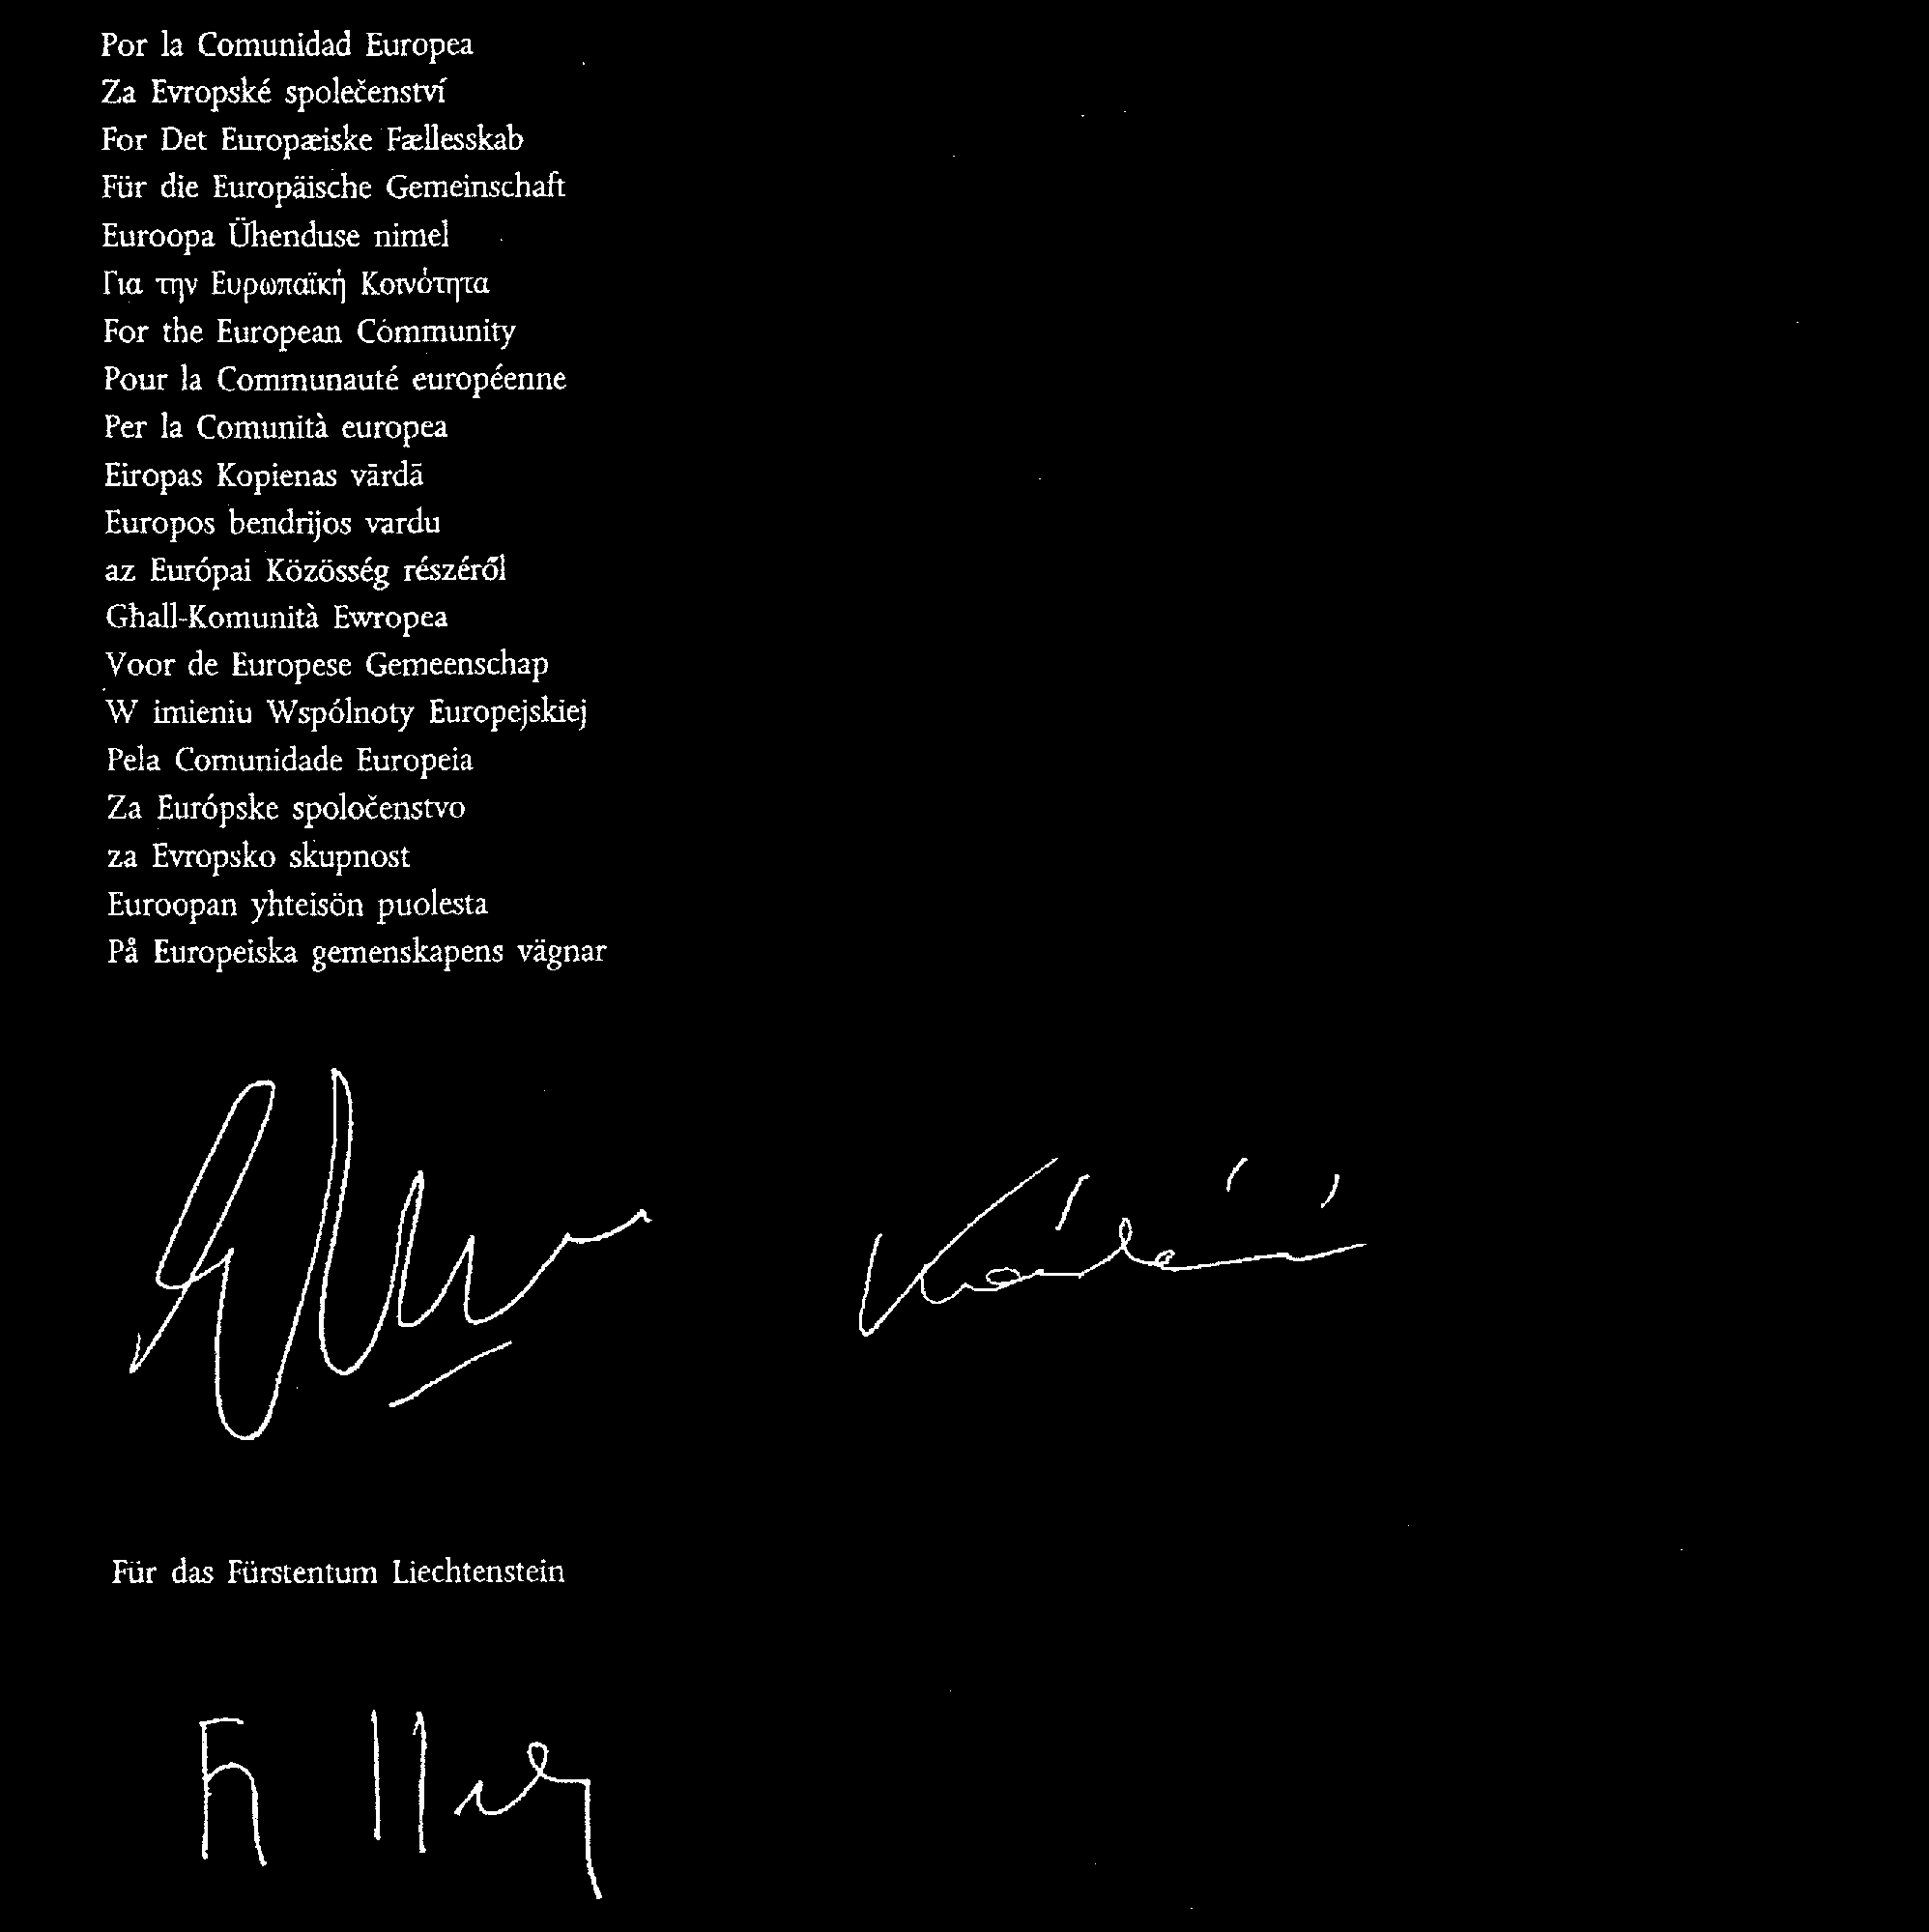 Por la Comunidad Europea
Za Evropské společenství
For Det Europæiske Fællesskab
Für die Europäische Gemeinschaft
Euroopa Ühenduse nimel
Για την Ευρωπαϊκή Κοινότητα
For the European Community
Pour la Communauté européenne
Per la Comunità europea
Eiropas Kopienas vārdā
Europos bendrijos vardu
az Európai Közösség részéről
Għall-Komunità Ewropea
Voor de Europese Gemeenschap
W imieniu Wspólnoty Europejskiej
Pela Comunidade Europeia
Za Európske spoločenstvo
za Evropsko skupnost
Euroopan yhteisön puolesta
På Europeiska gemenskapens vägnar
Für das Fürstentum Liechtenstein